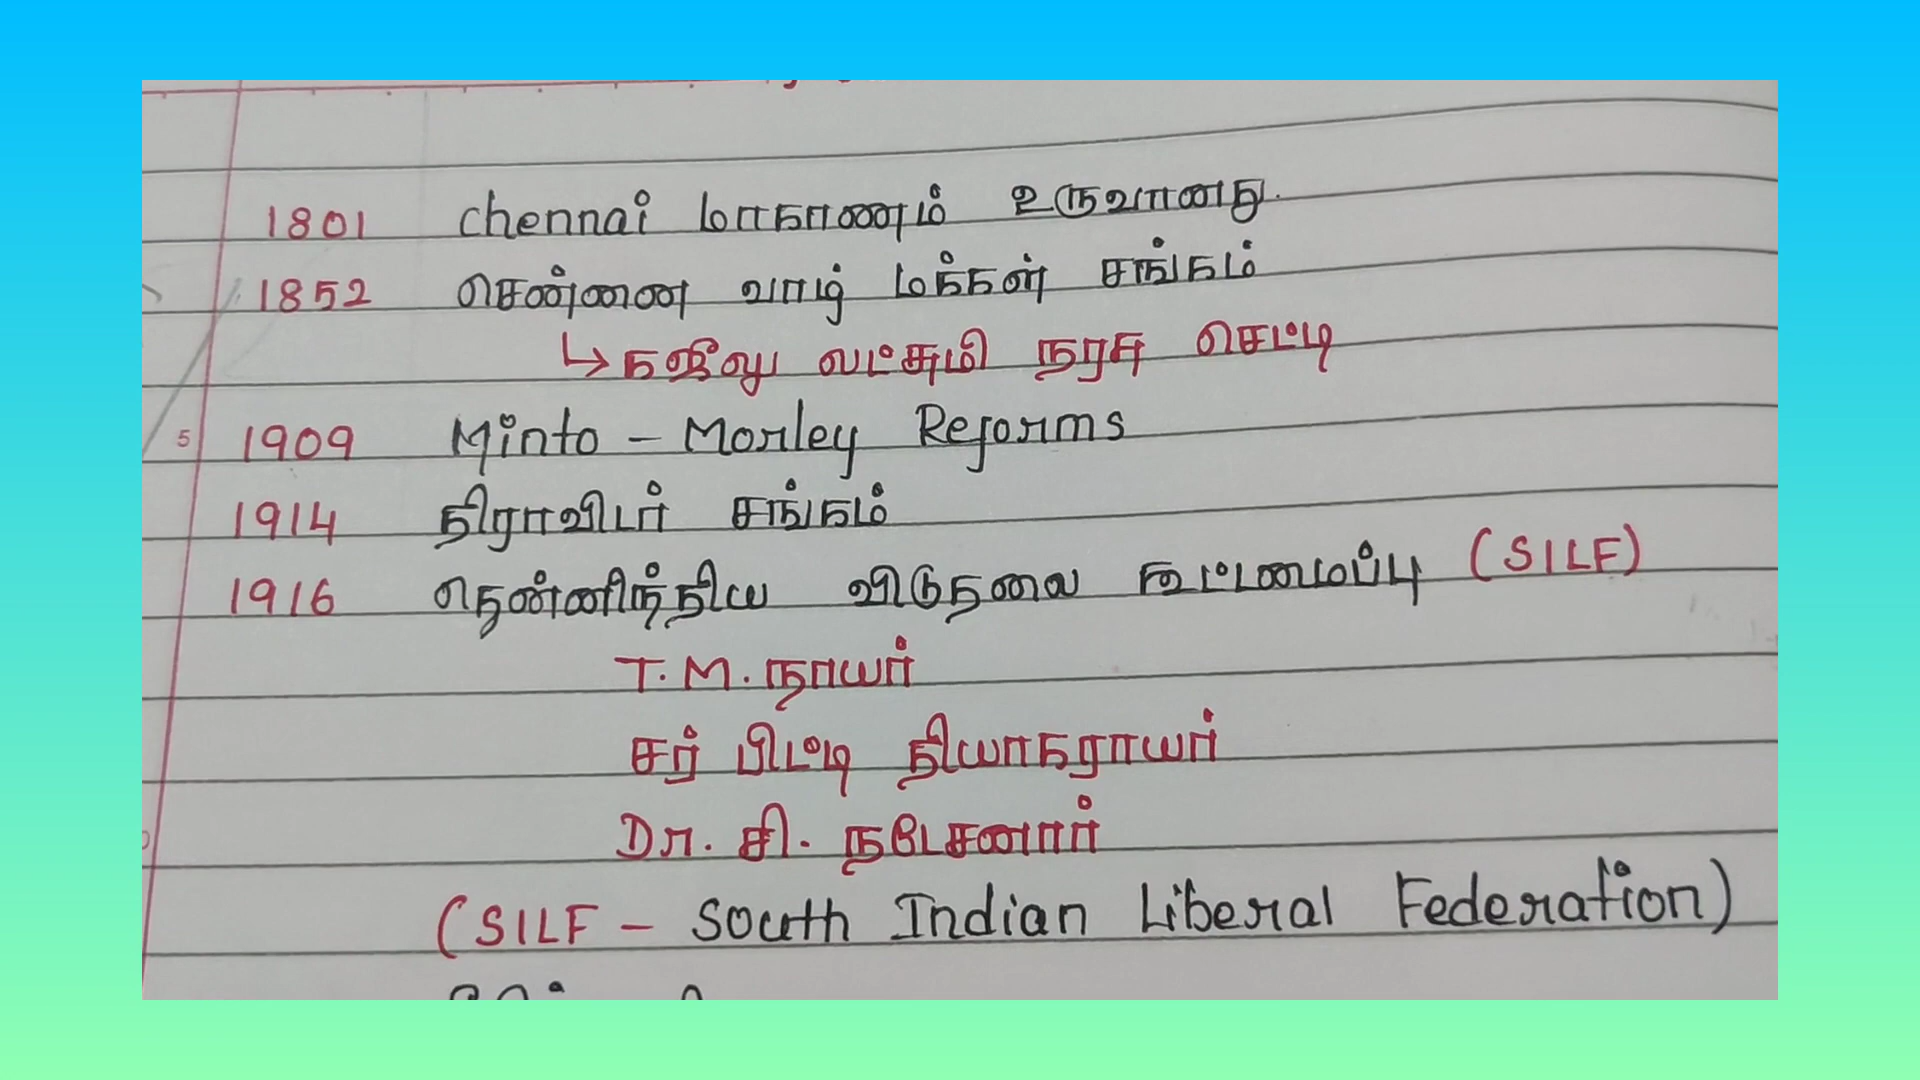 1801 chennai மாகாணம் உருவானது.
1852 சென்னை வாழ் மக்கள் சங்கம்
↳ கஜீலு லட்சுமி நரசு செட்டி
5 1909 Minto - Morley Reforms
1914 திராவிடர் சங்கம்
1916 தென்னிந்திய விடுதலை கூட்டமைப்பு (SILF)
T.M. நாயர்
சர் பிட்டி தியாகராயர்
Dr. சி. நடேசனார்
(SILF - South Indian Liberal Federation)